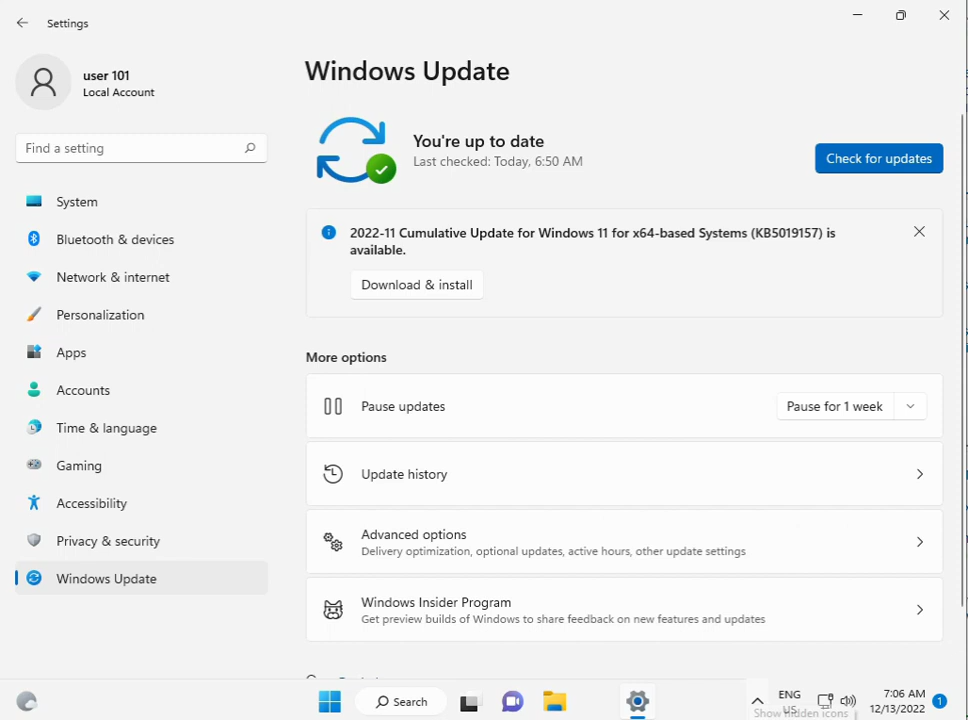 Settings
user 101
Local Account
Find a setting
System
Bluetooth & devices
Network & internet
Personalization
Apps
Accounts
Time & language
Gaming
Accessibility
Privacy & security
Windows Update
Windows Update
You're up to date
Last checked: Today, 6:50 AM
Check for updates
2022-11 Cumulative Update for Windows 11 for x64-based Systems (KB5019157) is
available.
Download & install
More options
Pause updates
Pause for 1 week
Update history
Advanced options
Delivery optimization, optional updates, active hours, other update settings
Windows Insider Program
Get preview builds of Windows to share feedback on new features and updates
Search
ENG
US
Show hidden icons
7:06 AM
12/13/2022
1